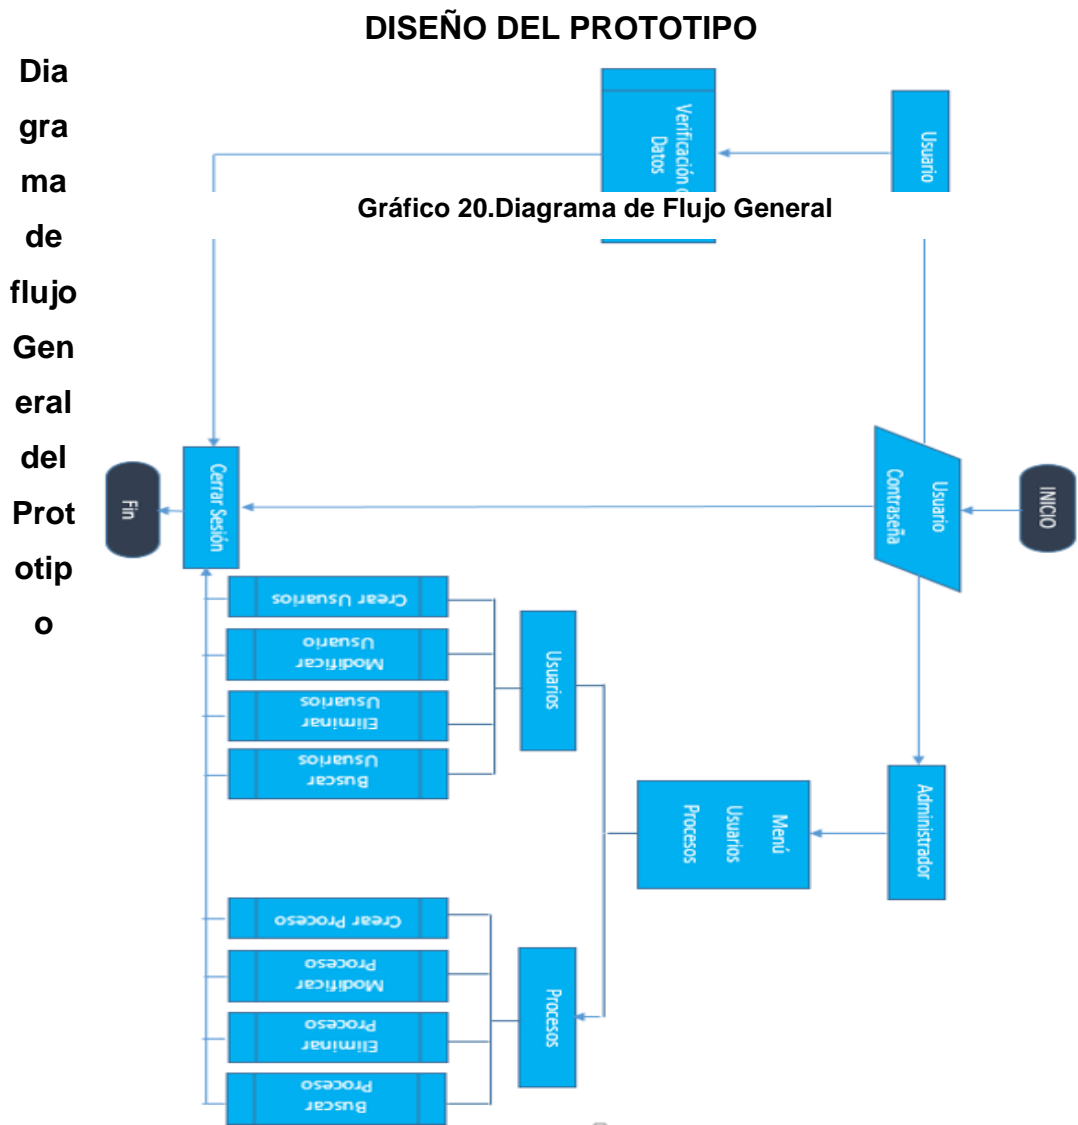 DISEÑO DEL PROTOTIPO
Dia
gra
ma
de
flujo
Gen
eral
del
Prot
otip
o
Gráfico 20.Diagrama de Flujo General
INICIO
Usuario
Contraseña
Usuario
Verificación
Datos
Administrador
Menú
Usuarios
Procesos
Usuarios
Crear Usuarios
Modificar
Usuario
Eliminar
Usuarios
Buscar
Usuarios
Procesos
Crear Proceso
Modificar
Proceso
Eliminar
Proceso
Buscar
Proceso
Cerrar Sesión
Fin